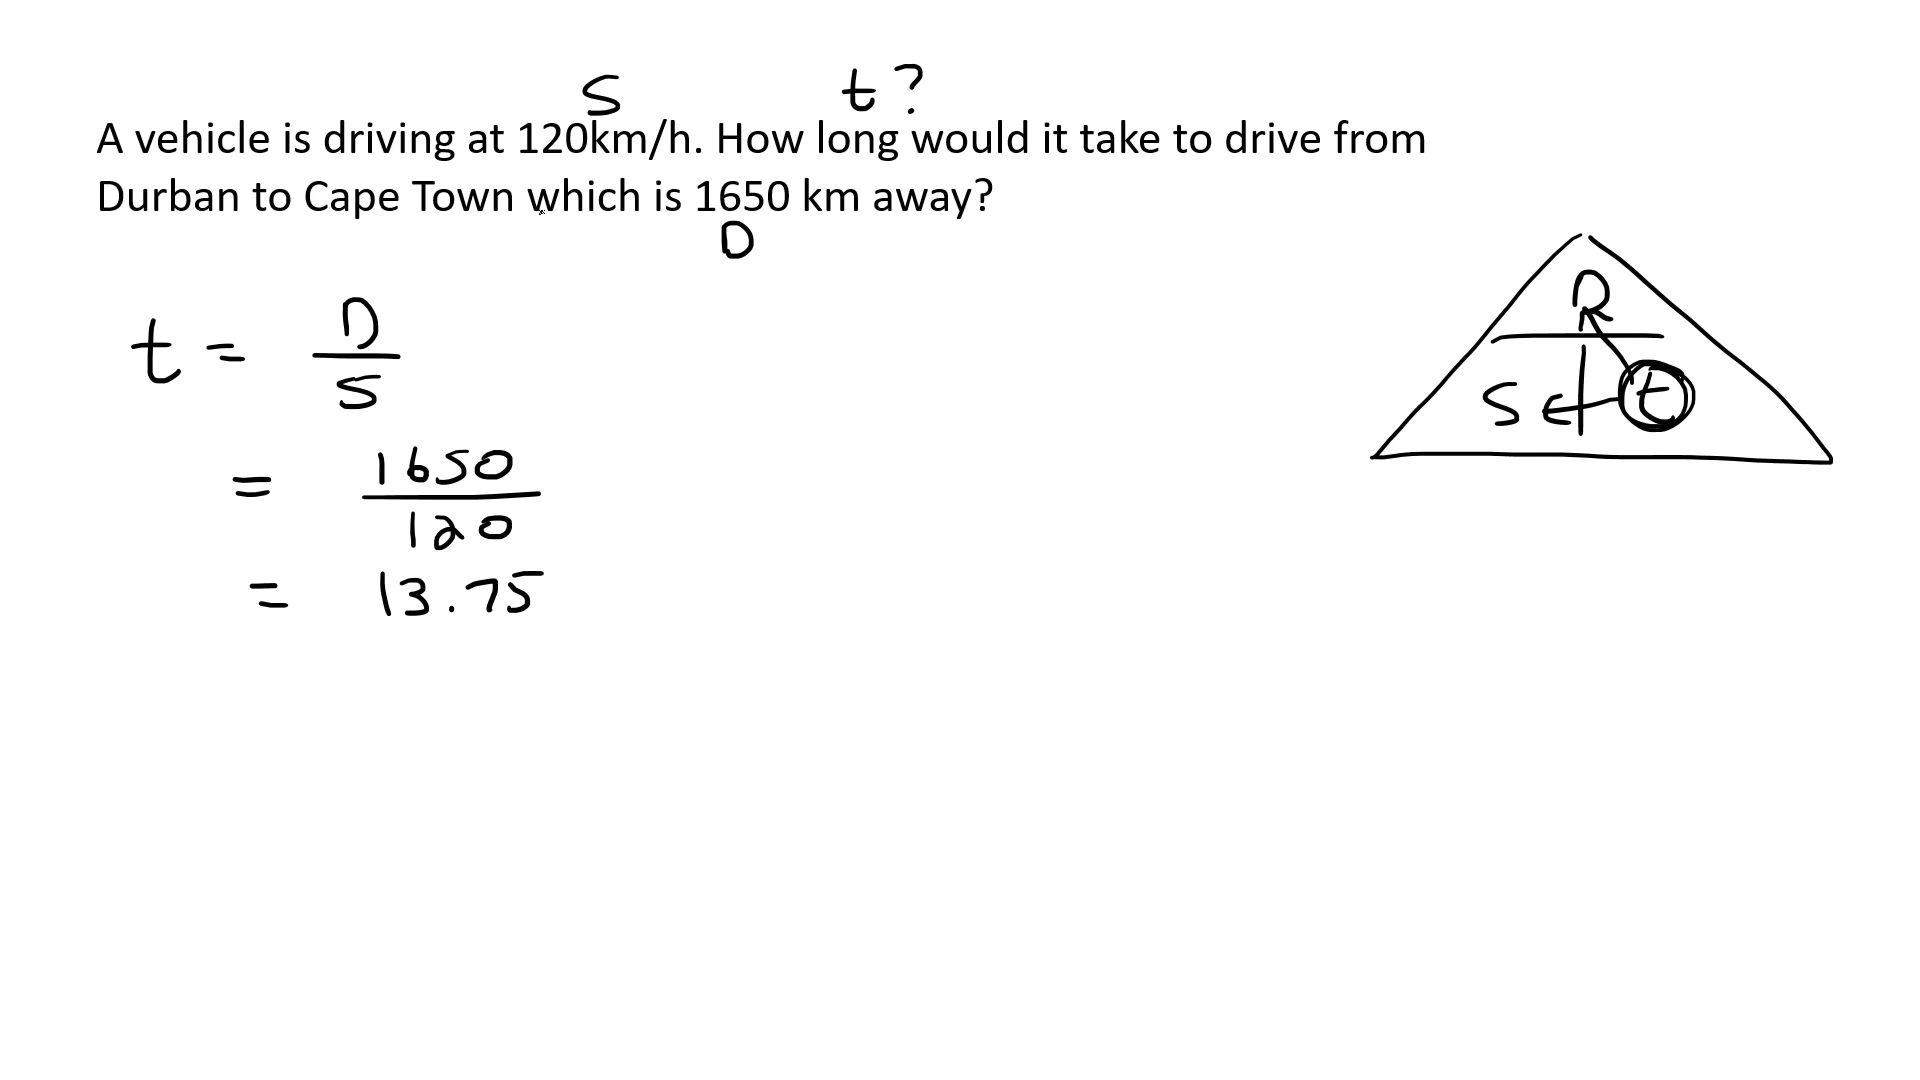 S t?
A vehicle is driving at 120km/h. How long would it take to drive from
Durban to Cape Town which is 1650 km away?
D
t = D/S
= 1650/120
= 13.75
D
S t